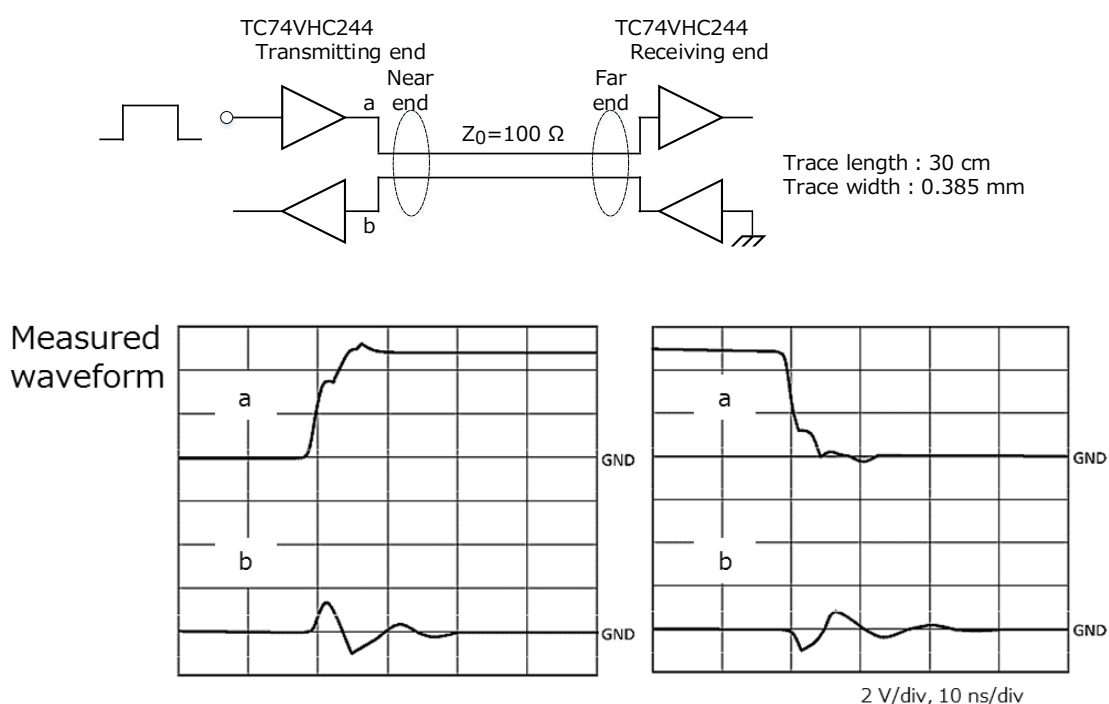 TC74VHC244
Transmitting end
TC74VHC244
Receiving end
Near
end
Far
end
a
Z0=100 Ω
b
Trace length : 30 cm
Trace width : 0.385 mm
Measured
waveform
a
GND
b
GND
a
GND
b
GND
2 V/div, 10 ns/div